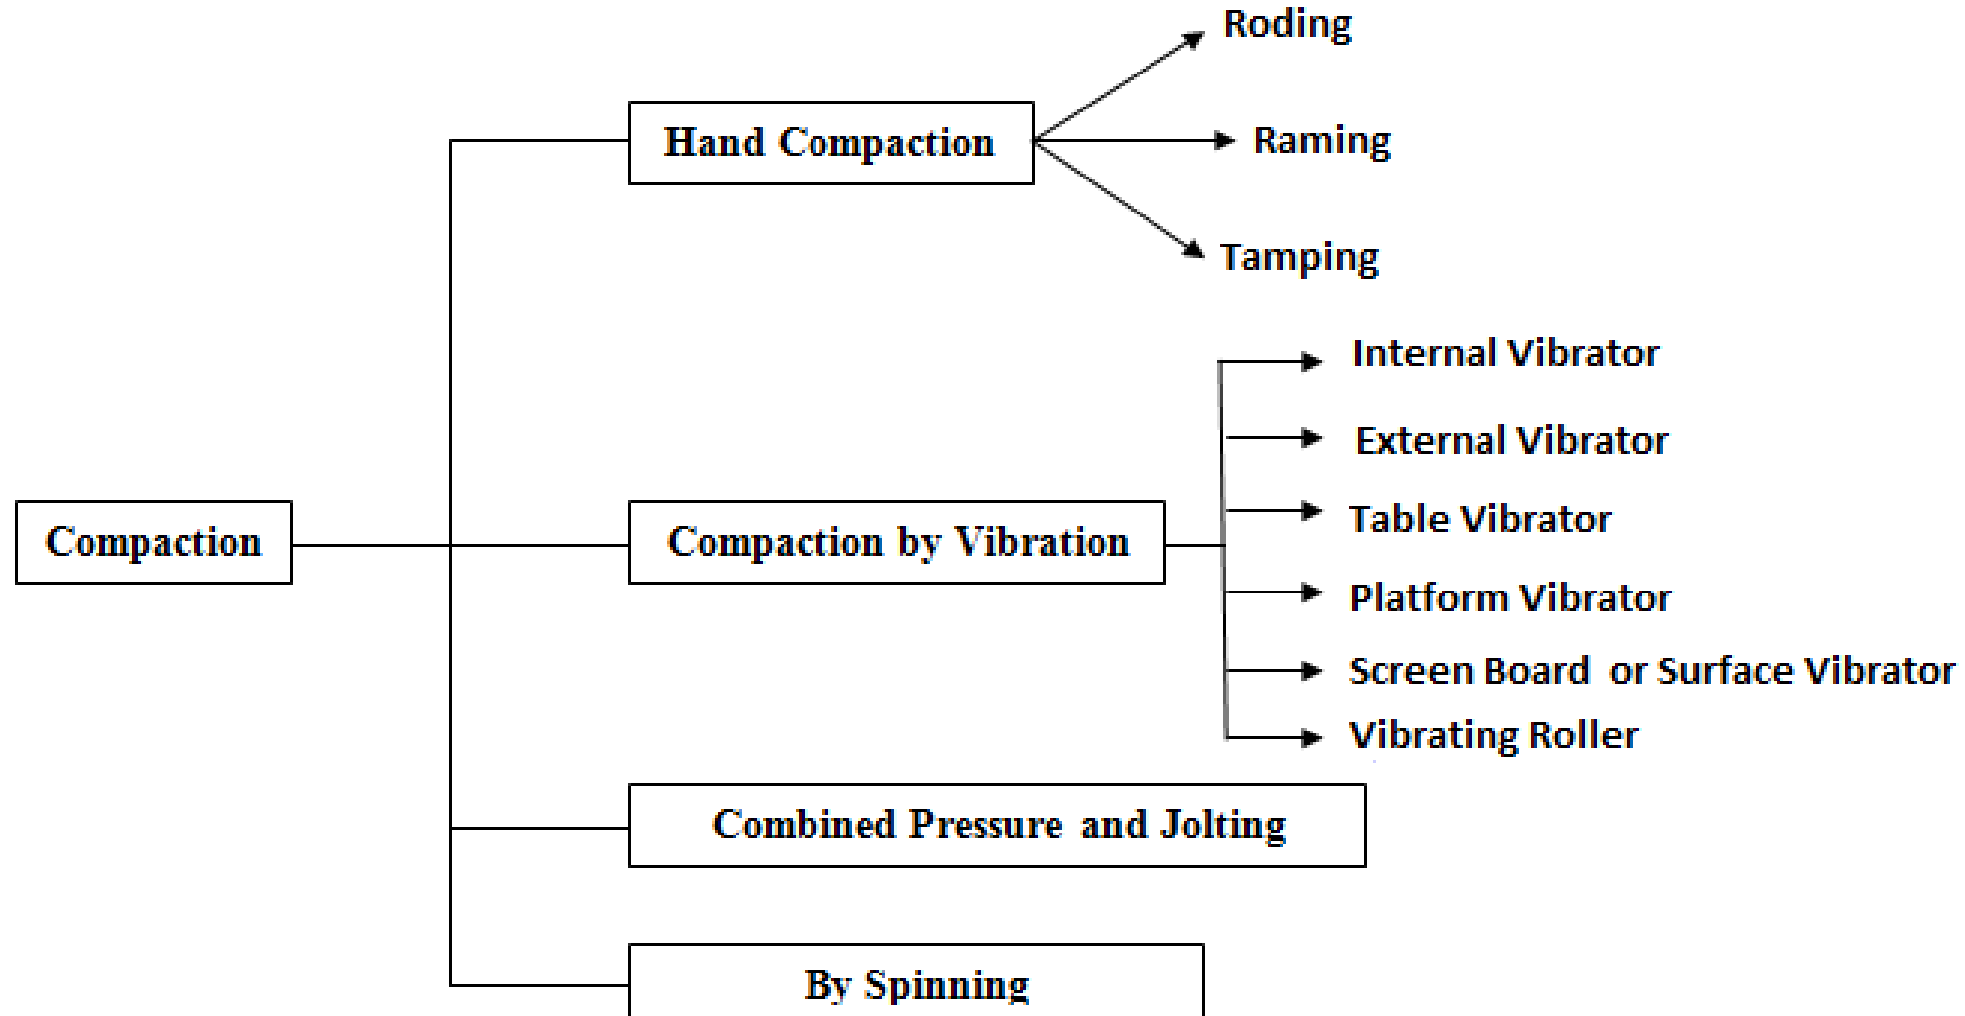 Roding
Hand Compaction
Raming
Tamping
Internal Vibrator
External Vibrator
Compaction
Compaction by Vibration
Table Vibrator
Platform Vibrator
Screen Board or Surface Vibrator
Vibrating Roller
Combined Pressure and Jolting
By Spinning